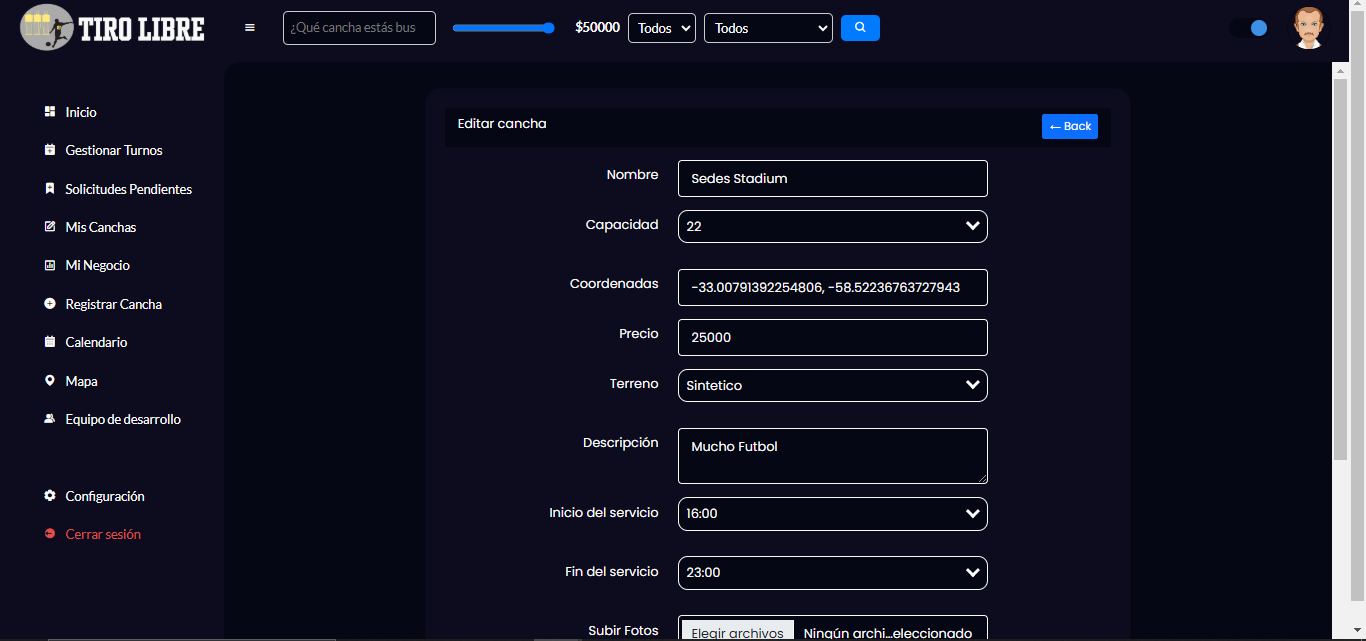 TIRO LIBRE
¿Qué cancha estás bus
$50000
Todos
Todos
Inicio
Gestionar Turnos
Solicitudes Pendientes
Mis Canchas
Mi Negocio
Registrar Cancha
Calendario
Mapa
Equipo de desarrollo
Configuración
Cerrar sesión
Editar cancha
← Back
Nombre
Sedes Stadium
Capacidad
22
Coordenadas
-33.00791392254806, -58.52236763727943
Precio
25000
Terreno
Sintetico
Descripción
Mucho Futbol
Inicio del servicio
16:00
Fin del servicio
23:00
Subir Fotos
Elegir archivos Ningún archi...eleccionado